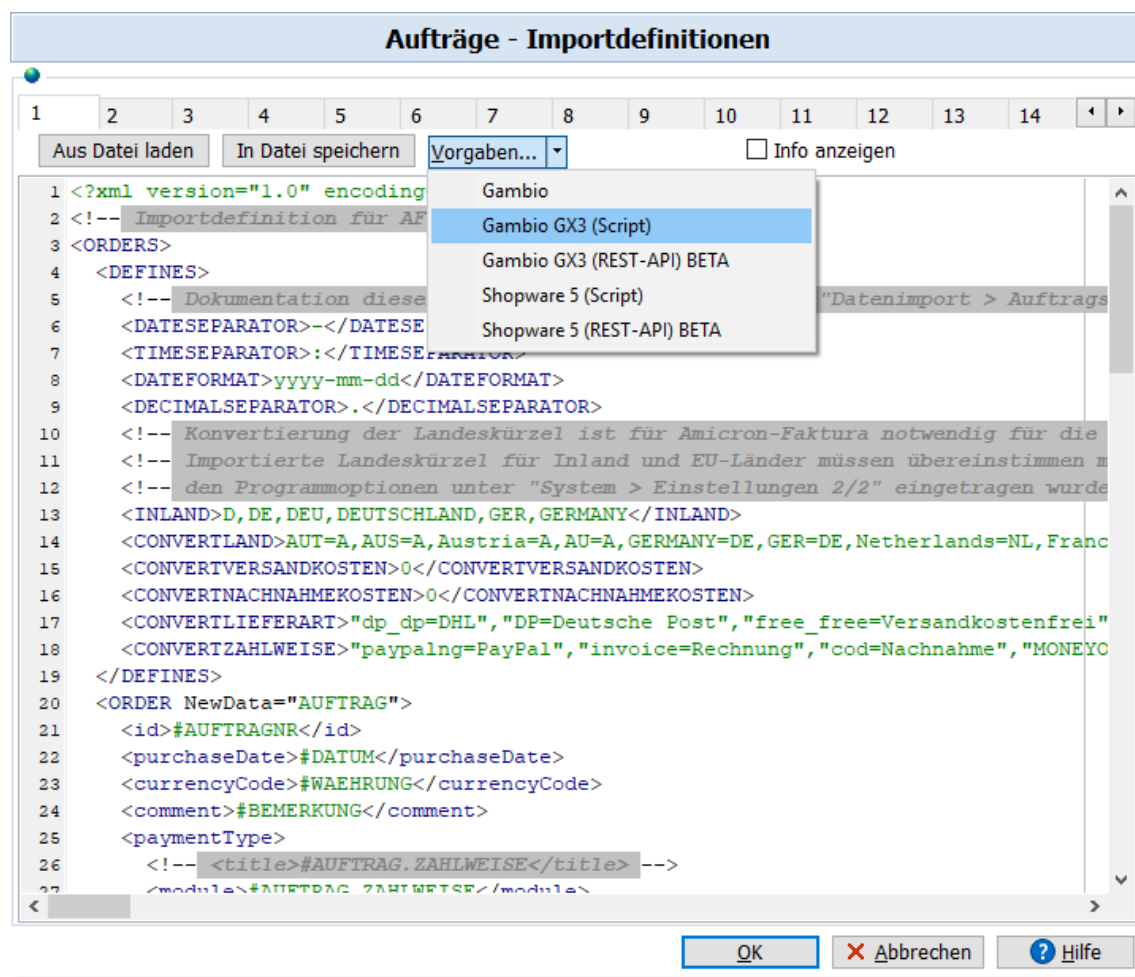 Aufträge - Importdefinitionen
1 2 3 4 5 6 7 8 9 10 11 12 13 14
Aus Datei laden In Datei speichern Vorgaben... Info anzeigen
Gambio
Gambio GX3 (Script)
Gambio GX3 (REST-API) BETA
Shopware 5 (Script)
Shopware 5 (REST-API) BETA
1 <?xml version="1.0" encoding
2 <!-- Importdefinition für AF
3 <ORDERS>
4 <DEFINES>
5 <!-- Dokumentation diese "Datenimport > Auftrags
6 <DATESEPARATOR>-</DATESE
7 <TIMESEPARATOR>:</TIMESEPARATOR>
8 <DATEFORMAT>yyyy-mm-dd</DATEFORMAT>
9 <DECIMALSEPARATOR>.</DECIMALSEPARATOR>
10 <!-- Konvertierung der Landeskürzel ist für Amicron-Faktura notwendig für die
11 <!-- Importierte Landeskürzel für Inland und EU-Länder müssen übereinstimmen m
12 <!-- den Programmoptionen unter "System > Einstellungen 2/2" eingetragen wurde
13 <INLAND>D,DE,DEU,DEUTSCHLAND,GER,GERMANY</INLAND>
14 <CONVERTLAND>AUT=A,AUS=A,Austria=A,AU=A,GERMANY=DE,GER=DE,Netherlands=NL,Franc
15 <CONVERTVERSANDKOSTEN>0</CONVERTVERSANDKOSTEN>
16 <CONVERTNACHNAHMEKOSTEN>0</CONVERTNACHNAHMEKOSTEN>
17 <CONVERTLIEFERART>"dp_dp=DHL","DP=Deutsche Post","free_free=Versandkostenfrei"
18 <CONVERTZAHLWEISE>"paypalng=PayPal","invoice=Rechnung","cod=Nachnahme","MONEYO
19 </DEFINES>
20 <ORDER NewData="AUFTRAG">
21 <id>#AUFTRAGNR</id>
22 <purchaseDate>#DATUM</purchaseDate>
23 <currencyCode>#WAEHRUNG</currencyCode>
24 <comment>#BEMERKUNG</comment>
25 <paymentType>
26 <!-- <title>#AUFTRAG.ZAHLWEISE</title> -->
27 <module>#AUFTRAG.ZAHLWEISE</module>
OK Abbrechen Hilfe